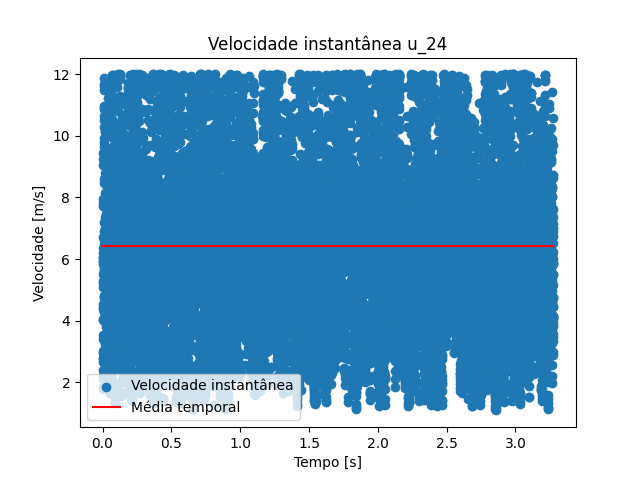 Velocidade instantânea u_24
Velocidade [m/s]
12
10
8
6
4
2
Velocidade instantânea
Média temporal
0.0 0.5 1.0 1.5 2.0 2.5 3.0
Tempo [s]